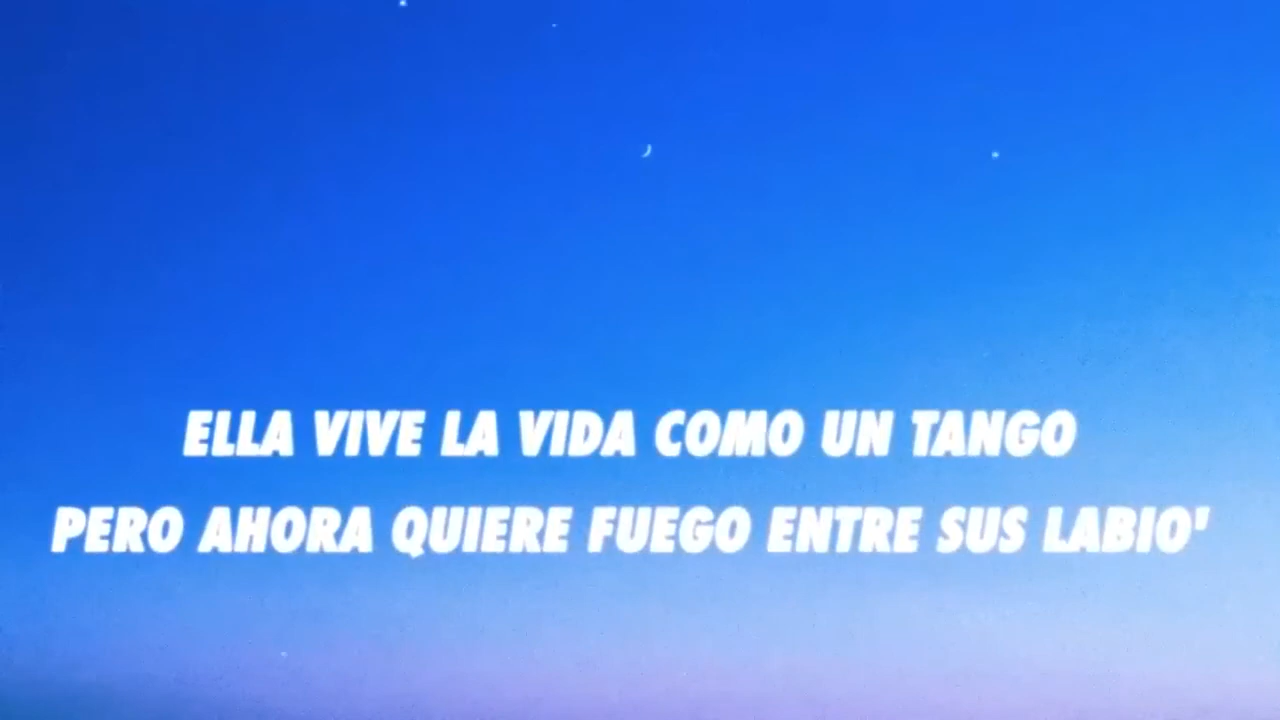 ELLA VIVE LA VIDA COMO UN TANGO
PERO AHORA QUIERE FUEGO ENTRE SUS LABIO'